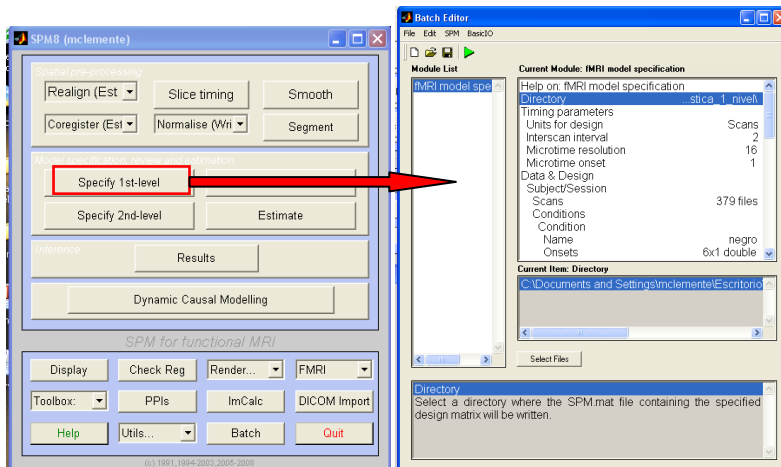 SPM8 (mclemente)
Spatial pre-processing
Realign (Est
Slice timing
Smooth
Coregister (Est
Normalise (Wri
Segment
Model specification, review and estimation
Specify 1st-level
Specify 2nd-level
Estimate
Inference
Results
Dynamic Causal Modelling
SPM for functional MRI
Display
Check Reg
Render...
FMRI
Toolbox:
PPIs
ImCalc
DICOM Import
Help
Utils...
Batch
Quit
(c) 1991,1994-2003,2005-2008
Batch Editor
File Edit SPM BasicIO
Module List
fMRI model spe
Current Module: fMRI model specification
Help on: fMRI model specification
Directory ...stica_1_nivel\
Timing parameters
Units for design Scans
Interscan interval 2
Microtime resolution 16
Microtime onset 1
Data & Design
Subject/Session
Scans 379 files
Conditions
Condition
Name negro
Onsets 6x1 double
Current Item: Directory
C:\Documents and Settings\mclemente\Escritorio
Select Files
Directory
Select a directory where the SPM.mat file containing the specified
design matrix will be written.